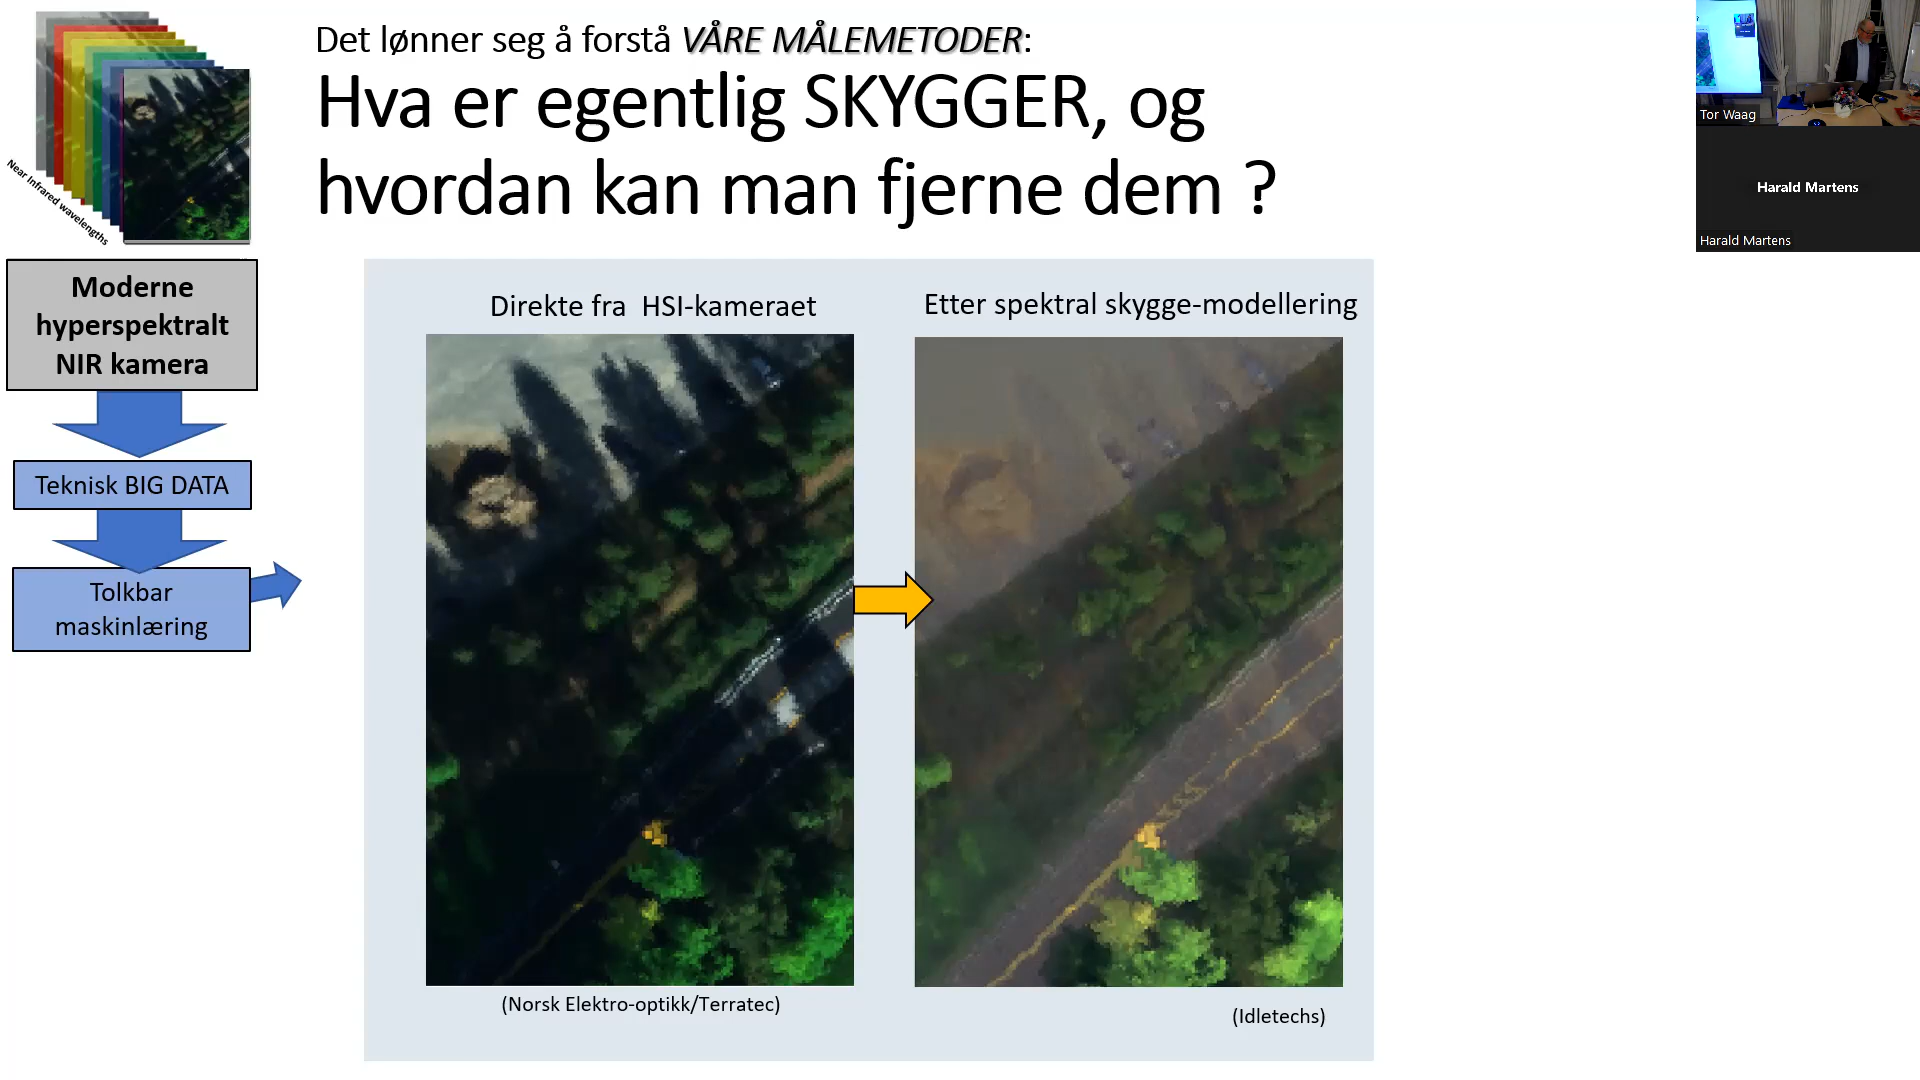 Det lønner seg å forstå VÅRE MÅLEMETODER:
Hva er egentlig SKYGGER, og
hvordan kan man fjerne dem ?
Near Infrared wavelengths
Moderne
hyperspektralt
NIR kamera
Teknisk BIG DATA
Tolkbar
maskinlæring
Direkte fra  HSI-kameraet
Etter spektral skygge-modellering
(Norsk Elektro-optikk/Terratec)
(Idletechs)
Tor Waag
Harald Martens
Harald Martens